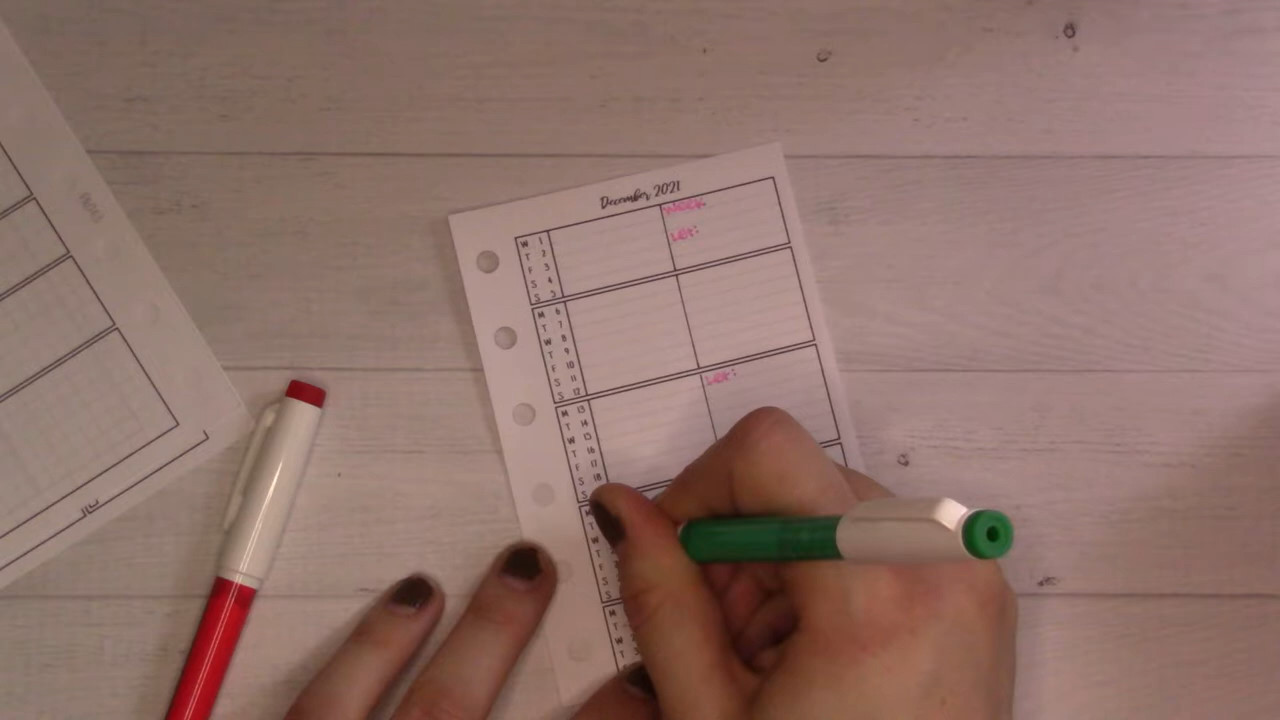 December 2021
week
Let:
W 1
T 2
F 3
S 4
S 5
M 6
T 7
W 8
T 9
F 10
S 11
S 12
Let:
M 13
T 14
W 15
T 16
F 17
S 18
S
M
T
W
T
F
S
S
M
T
W
T